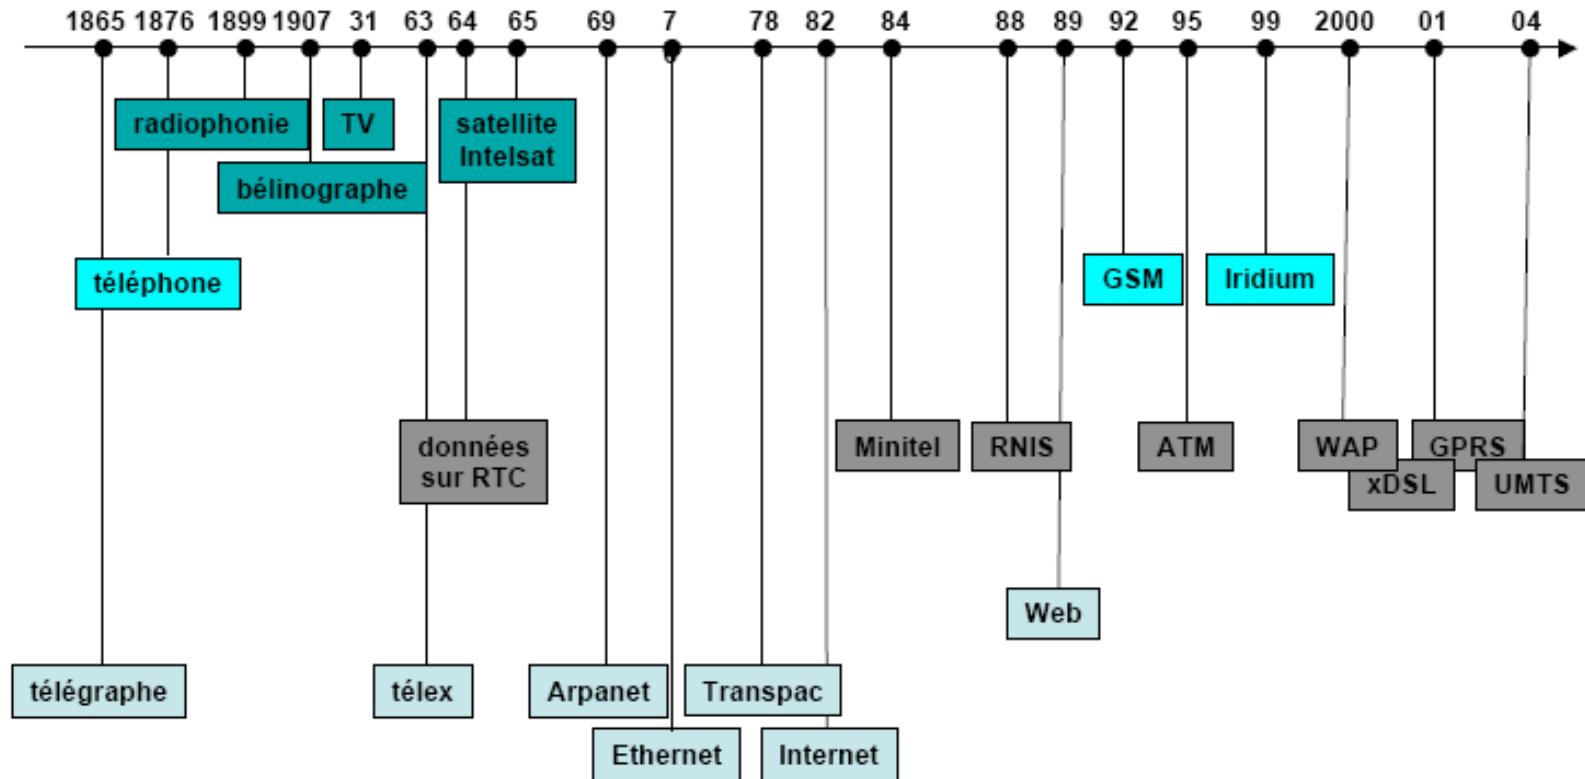 1865 1876 1899 1907 31 63 64 65 69 7 78 82 84 88 89 92 95 99 2000 01 04
0
radiophonie TV satellite
Intelsat
bélinographe
téléphone GSM Iridium
données
sur RTC
Minitel RNIS ATM WAP GPRS
xDSL UMTS
Web
télégraphe télex Arpanet Transpac
Ethernet Internet